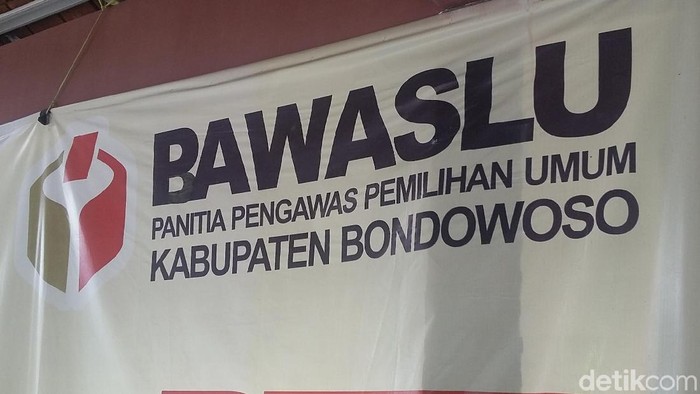 BAWASLU
PANITIA PENGAWAS PEMILIHAN UMUM
KABUPATEN BONDOWOSO
detikcom